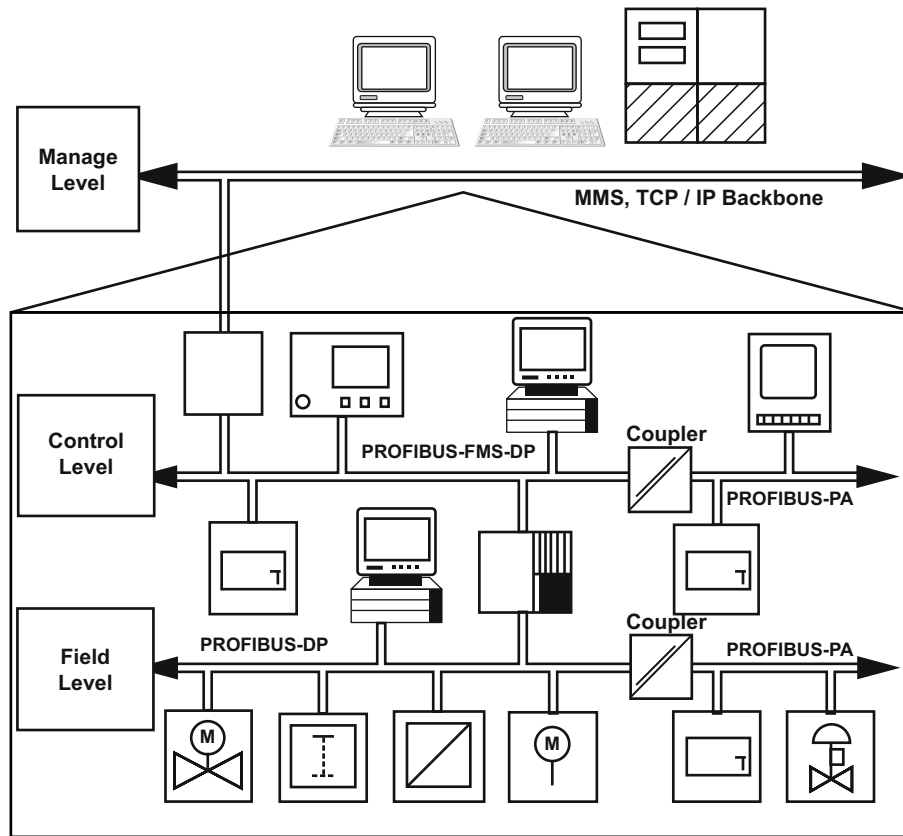 Manage
Level
MMS, TCP / IP Backbone
Control
Level
PROFIBUS-FMS-DP
Coupler
PROFIBUS-PA
Field
Level
PROFIBUS-DP
Coupler
PROFIBUS-PA
M
M